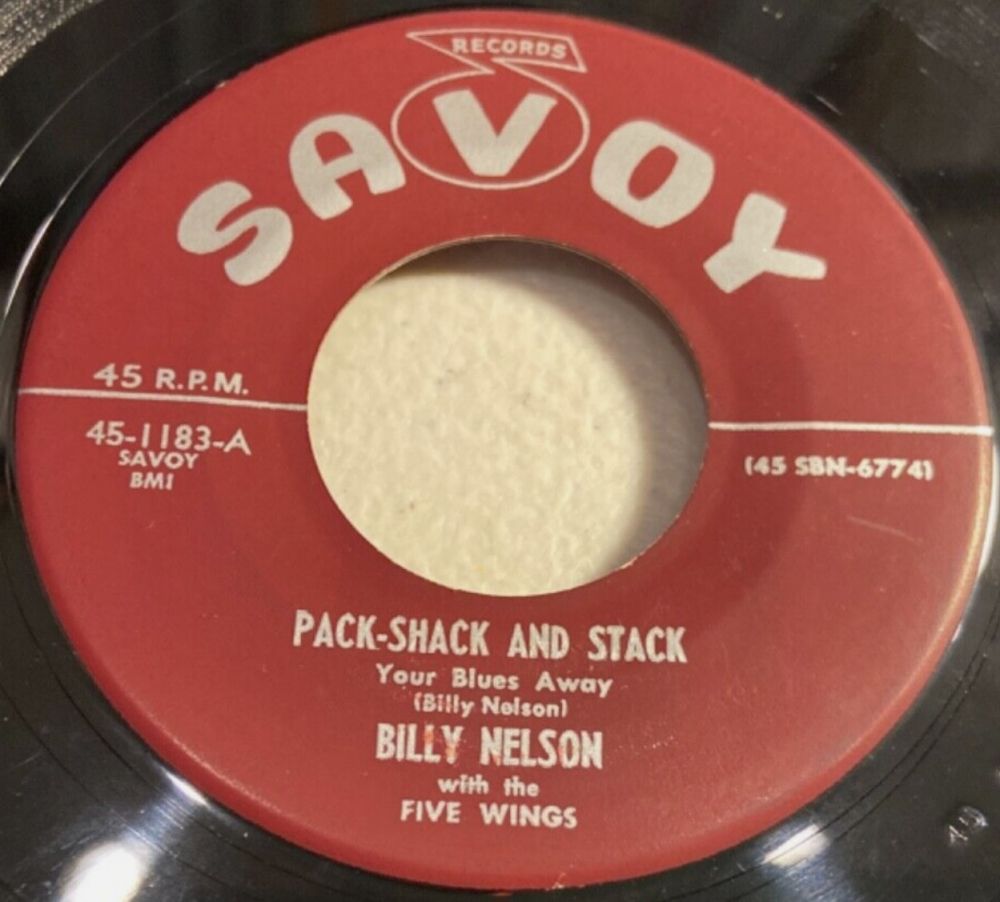 RECORDS
SAVOY
45 R.P.M.
45-1183-A
SAVOY
BMI
(45 SBN-6774)
PACK-SHACK AND STACK
Your Blues Away
(Billy Nelson)
BILLY NELSON
with the
FIVE WINGS